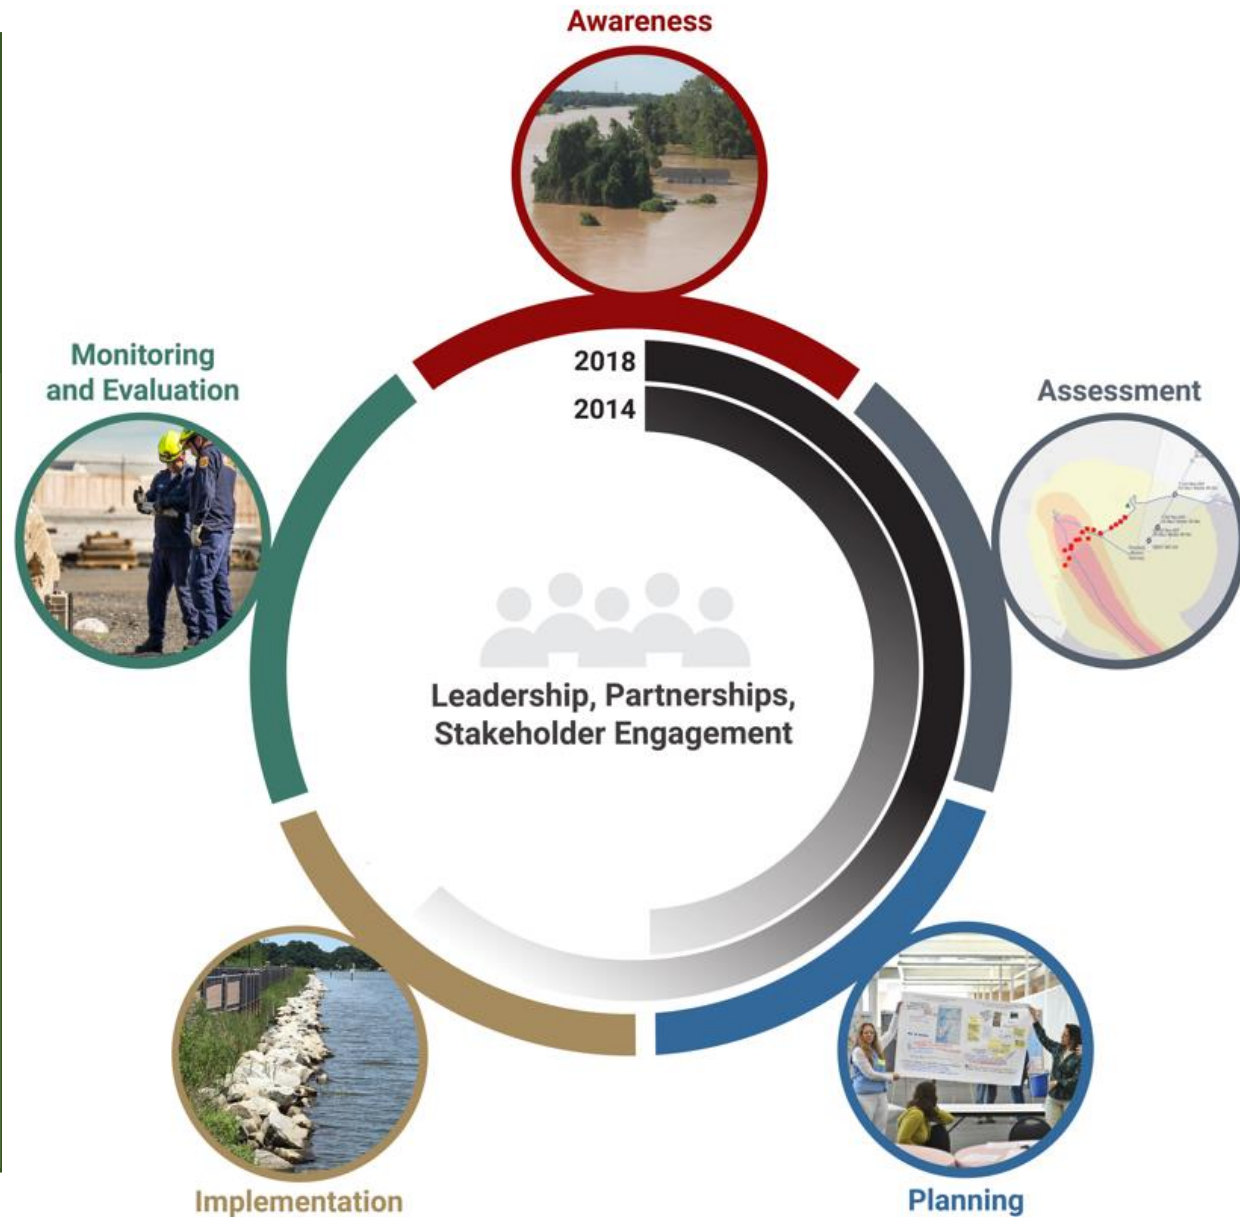 Awareness
Monitoring
and Evaluation
2018
2014
Assessment
Leadership, Partnerships,
Stakeholder Engagement
Implementation
Planning